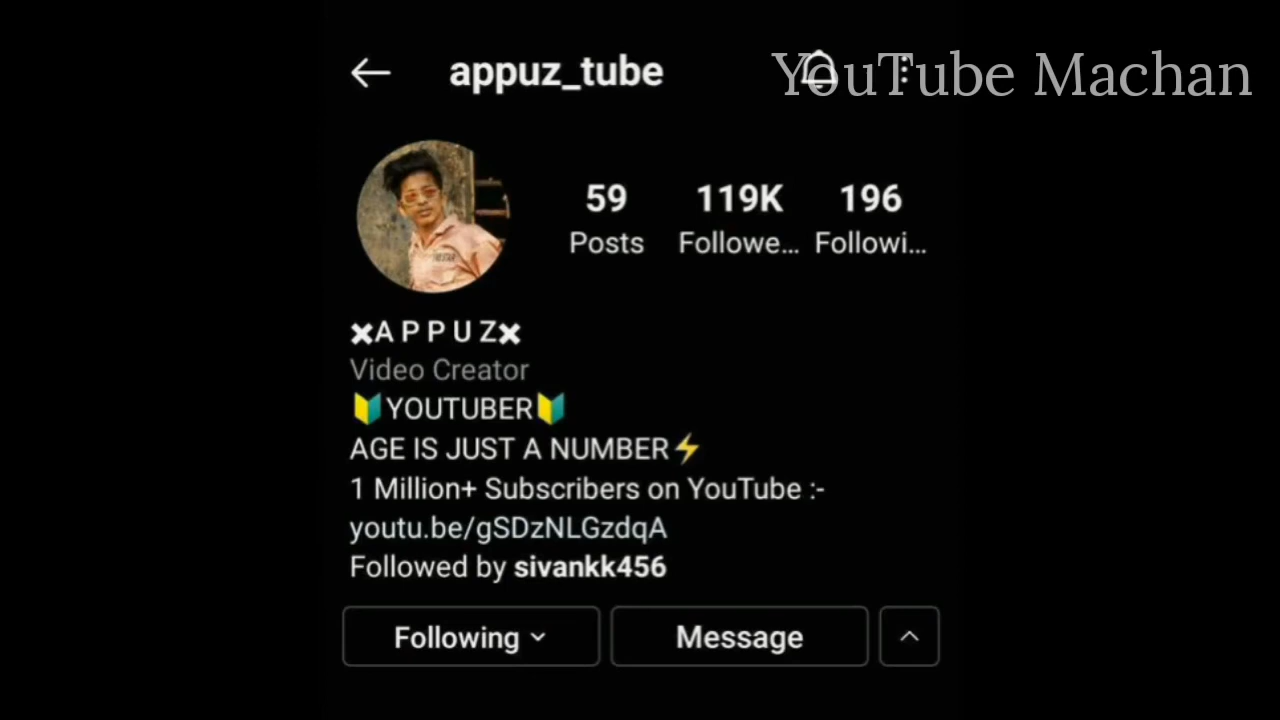 appuz_tube
YouTube Machan
59
Posts
119K
Followe...
196
Followi...
✖A P P U Z✖
Video Creator
🔰YOUTUBER🔰
AGE IS JUST A NUMBER⚡
1 Million+ Subscribers on YouTube :-
youtu.be/gSDzNLGzdqA
Followed by sivankk456
Following
Message